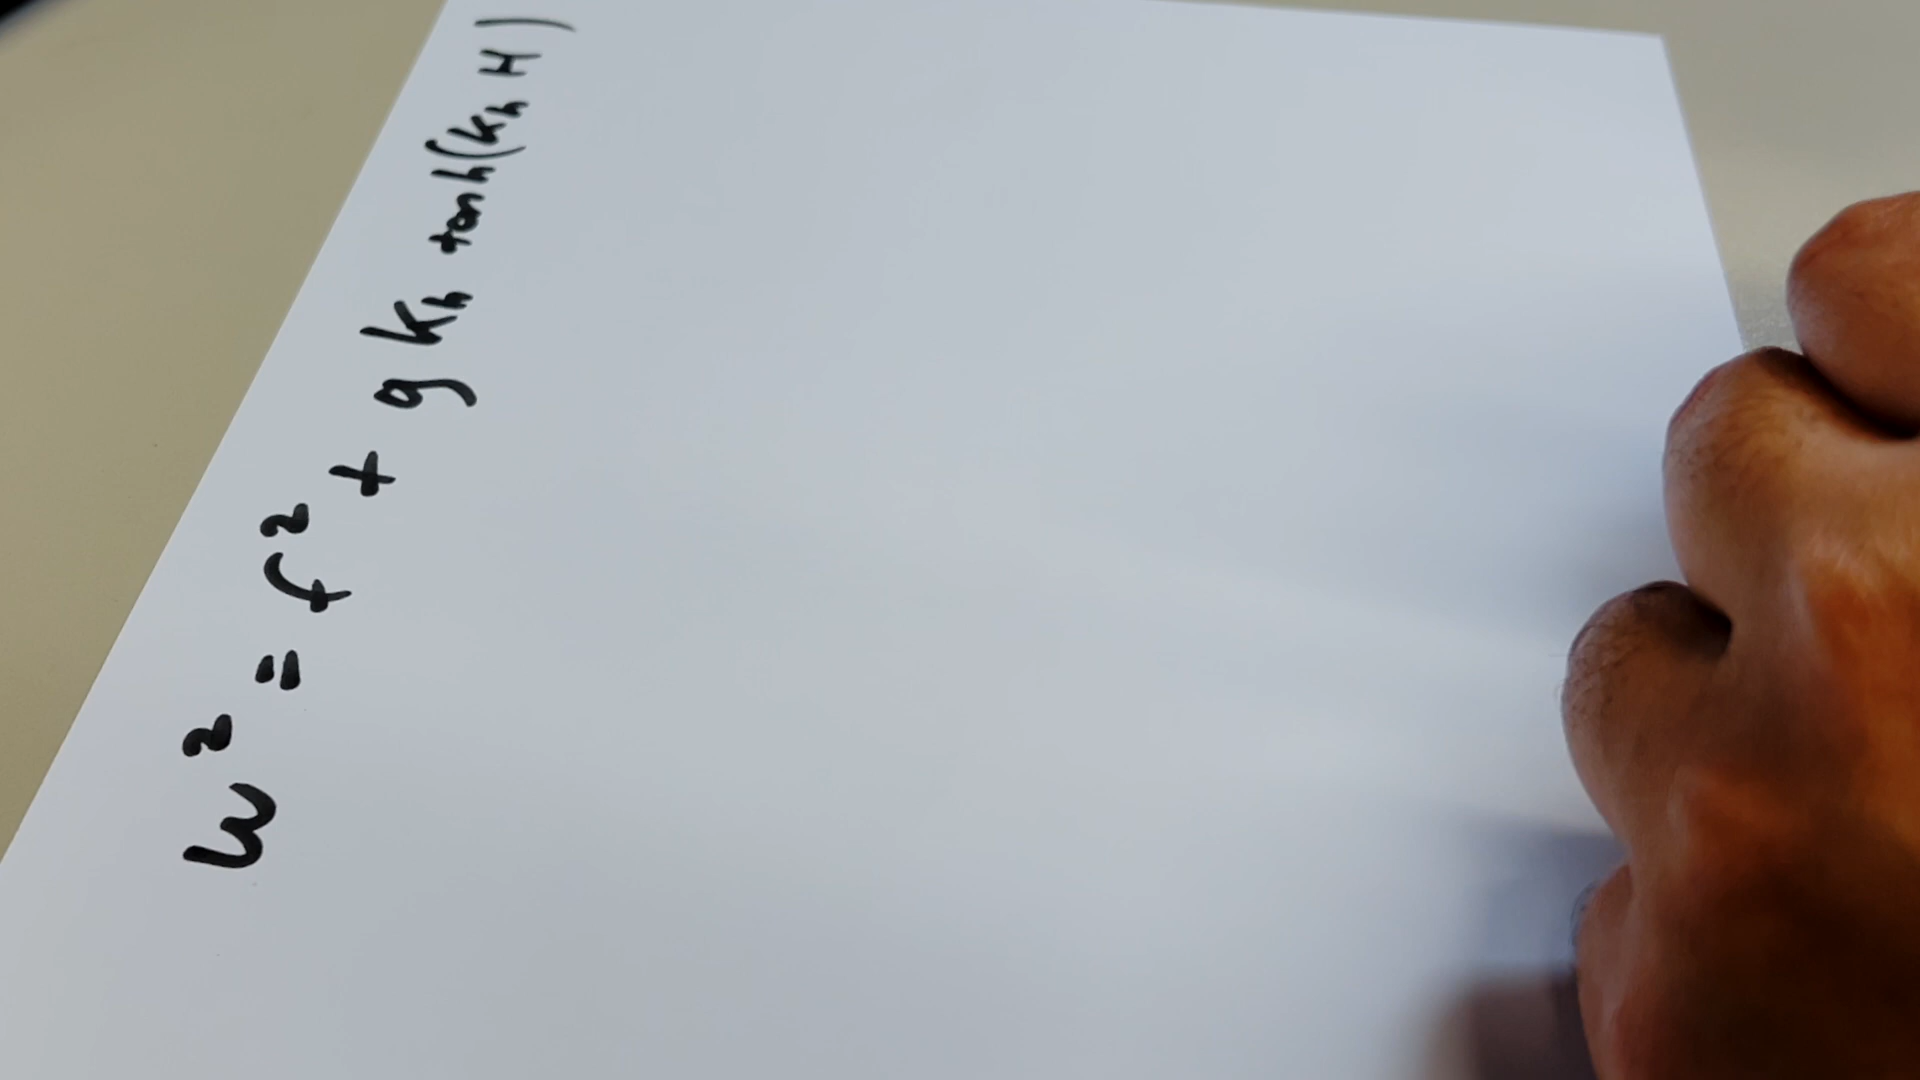 ω² = f² + g kₕ tanh(kₕ H)